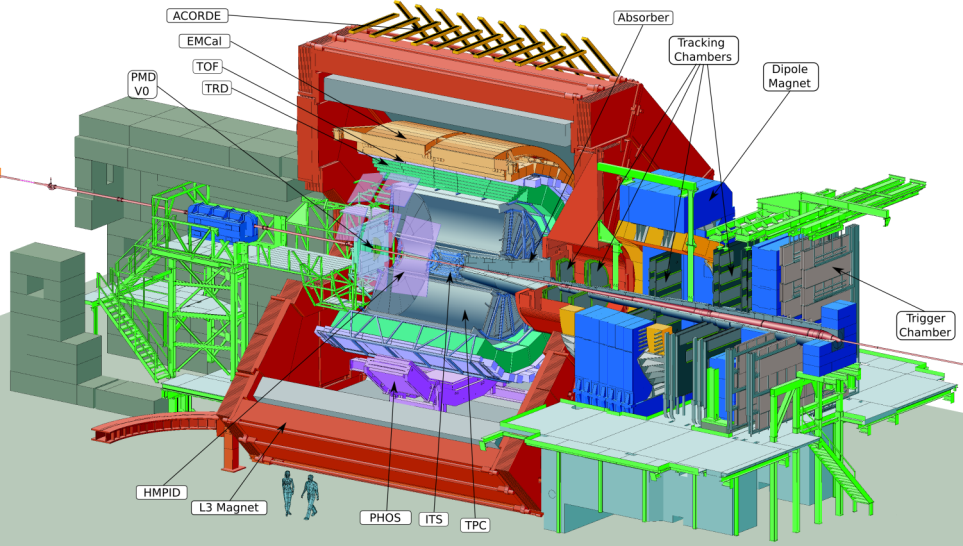 ACORDE
EMCal
TOF
TRD
PMD
V0
Absorber
Tracking
Chambers
Dipole
Magnet
Trigger
Chamber
HMPID
L3 Magnet
PHOS
ITS
TPC